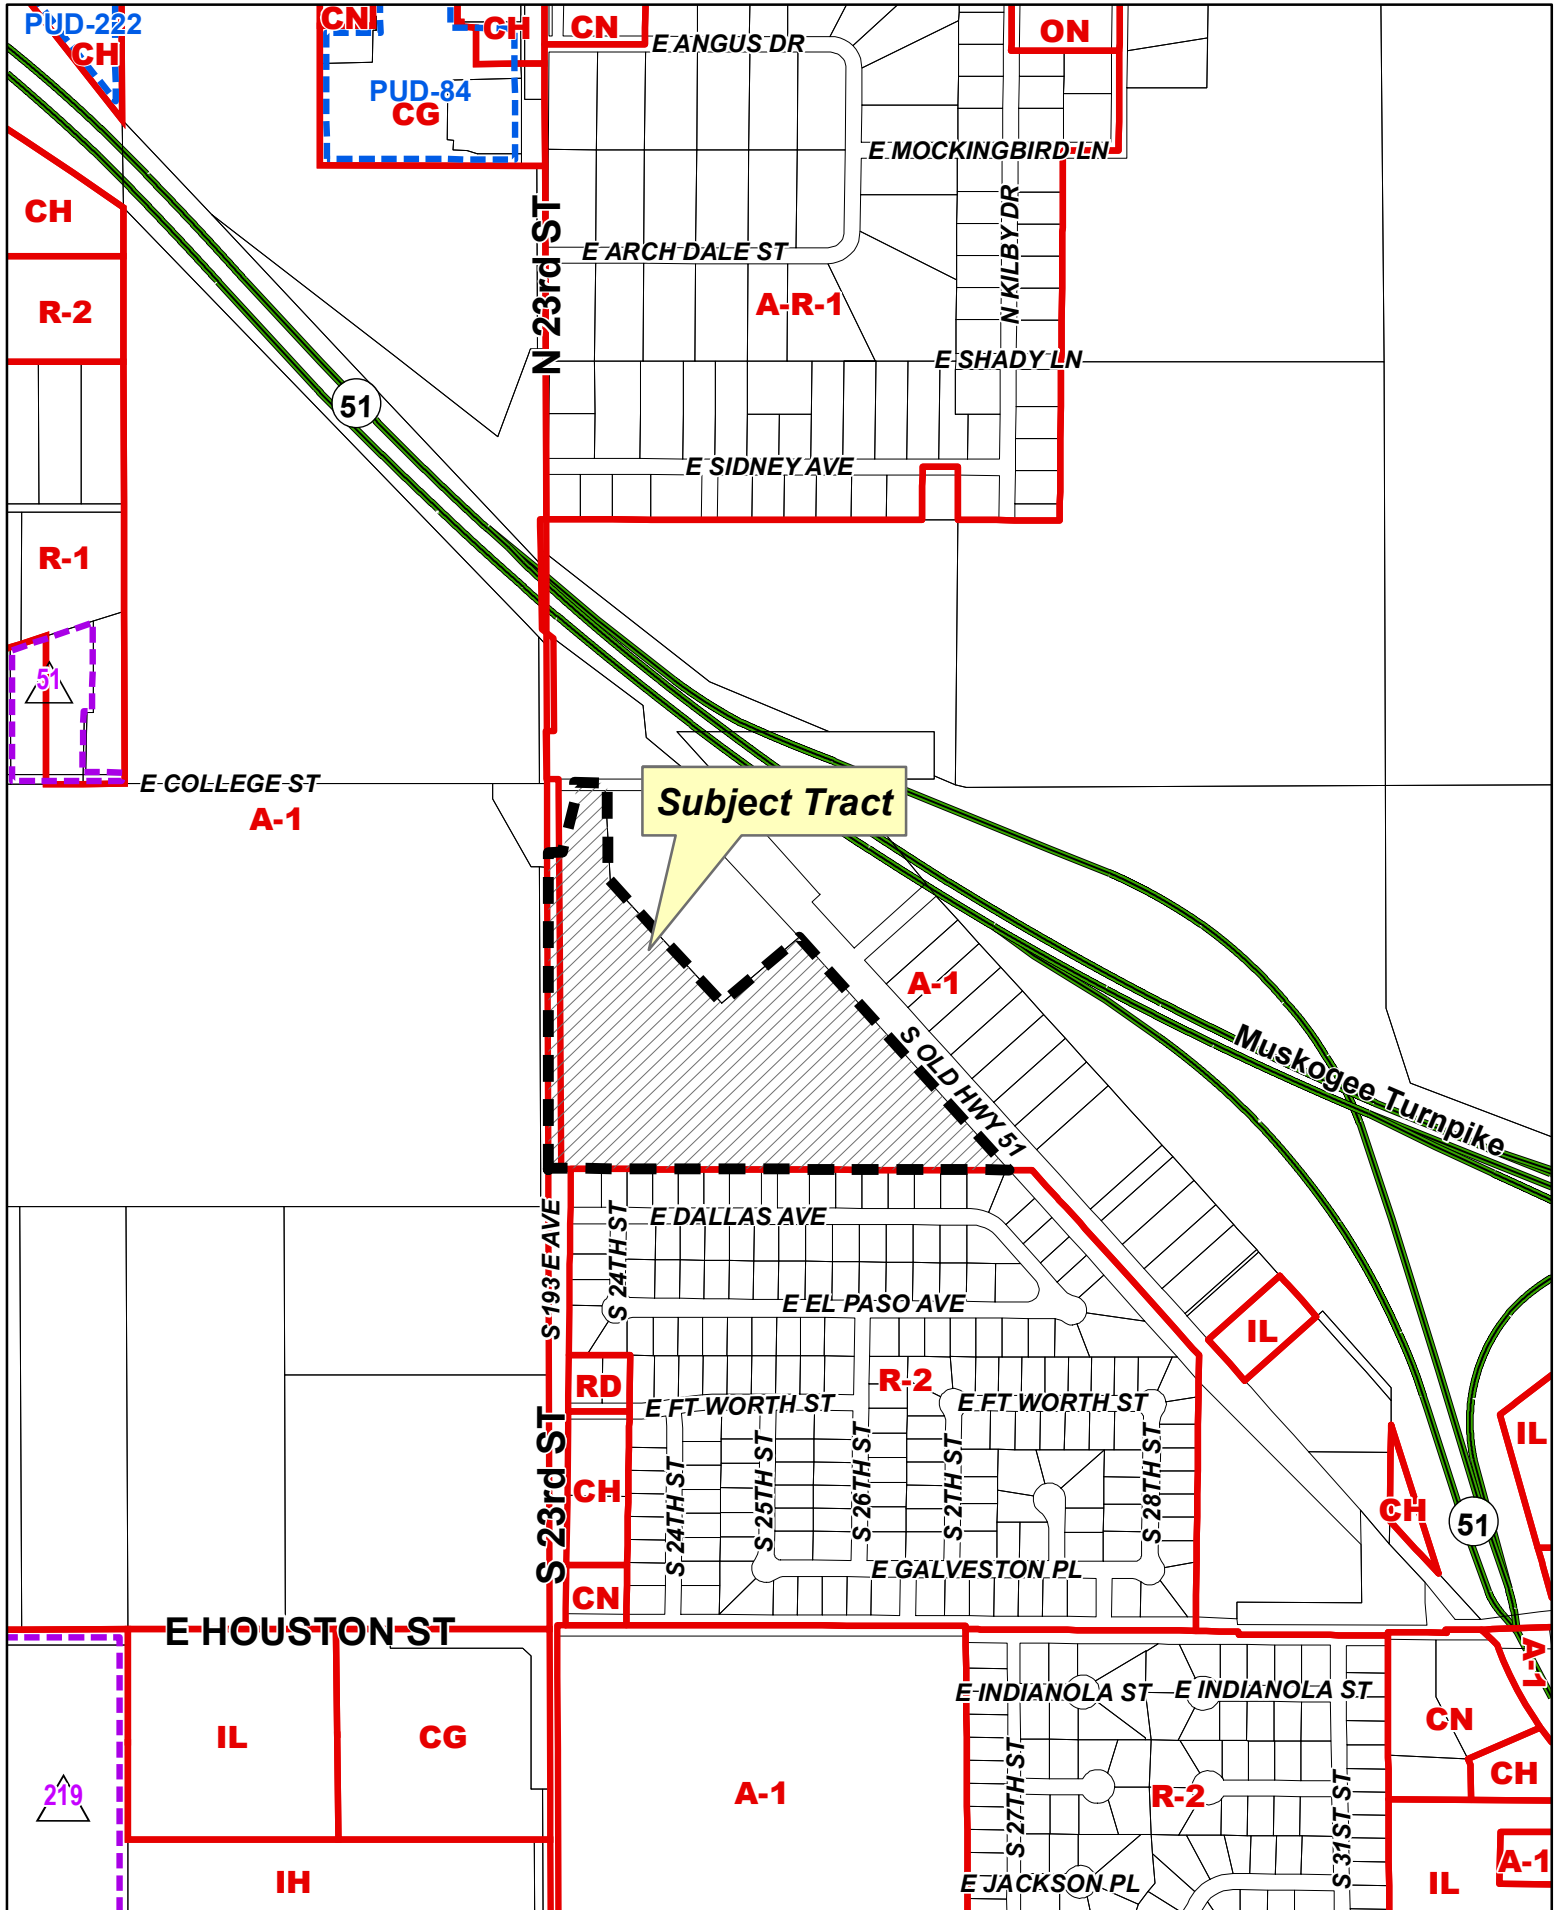 PUD-222
CH
CN
CH
CN
ON
E ANGUS DR
PUD-84
CG
E MOCKINGBIRD LN
CH
N 23rd ST
N KILBY DR
E ARCH DALE ST
R-2
A-R-1
E SHADY LN
51
E SIDNEY AVE
R-1
51
E COLLEGE ST
A-1
Subject Tract
A-1
S OLD HWY 51
Muskogee Turnpike
E DALLAS AVE
S 193 E AVE
S 24TH ST
E EL PASO AVE
IL
RD
R-2
E FT WORTH ST
E FT WORTH ST
IL
S 23rd ST
CH
S 24TH ST
S 25TH ST
S 26TH ST
S 27TH ST
S 28TH ST
CH
51
E GALVESTON PL
CN
E HOUSTON ST
A-1
E INDIANOLA ST
E INDIANOLA ST
IL
CG
CN
219
A-1
S 27TH ST
R-2
S 31ST ST
CH
IH
E JACKSON PL
IL
A-1